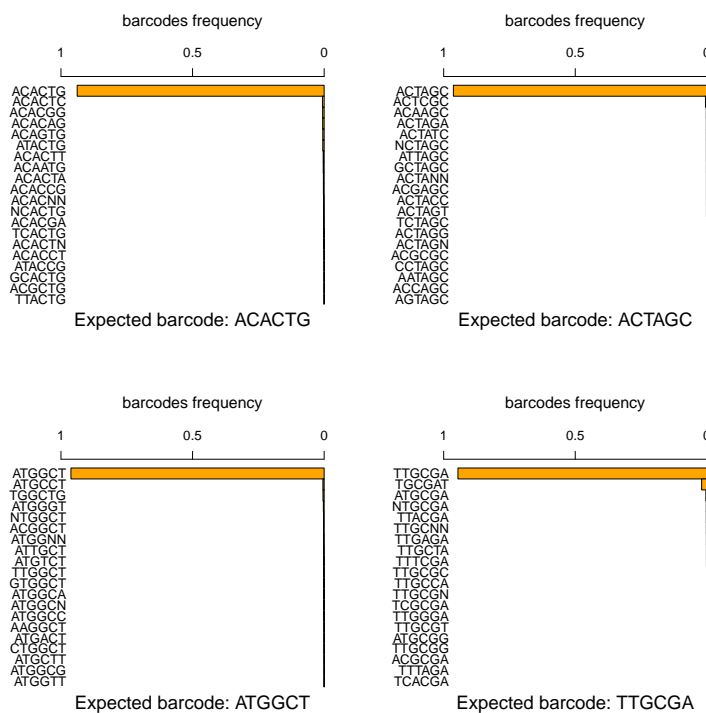 barcodes frequency
1 0.5 0
ACACTG
ACACTC
ACACGG
ACACAG
ACAGTG
ATACTG
ACACTT
ACAATG
ACACTA
ACACCG
ACACNN
NCACTG
ACACGA
TCACTG
ACACTN
ACACCT
ATACCG
GCACTG
ACGCTG
TTACTG
Expected barcode: ACACTG
barcodes frequency
1 0.5 0
ACTAGC
ACTCGC
ACAAGC
ACTAGA
ACTATC
NCTAGC
ATTAGC
GCTAGC
ACTANN
ACGAGC
ACTACC
ACTAGT
TCTAGC
ACTAGG
ACTAGN
ACGCGC
CCTAGC
AATAGC
ACCAGC
AGTAGC
Expected barcode: ACTAGC
barcodes frequency
1 0.5 0
ATGGCT
ATGCCT
TGGCTG
ATGGGT
NTGGCT
ACGGCT
ATGGNN
ATTGCT
ATGTCT
TTGGCT
GTGGCT
ATGGCA
ATGGCN
ATGGCC
AAGGCT
ATGACT
CTGGCT
ATGCTT
ATGGCG
ATGGTT
Expected barcode: ATGGCT
barcodes frequency
1 0.5 0
TTGCGA
TGCGAT
ATGCGA
NTGCGA
TTACGA
TTGCNN
TTGAGA
TTGCTA
TTTCGA
TTGCGC
TTGCCA
TTGCGN
TCGCGA
TTGGGA
TTGCGT
ATGCGG
TTGCGG
ACGCGA
TTTAGA
TCACGA
Expected barcode: TTGCGA